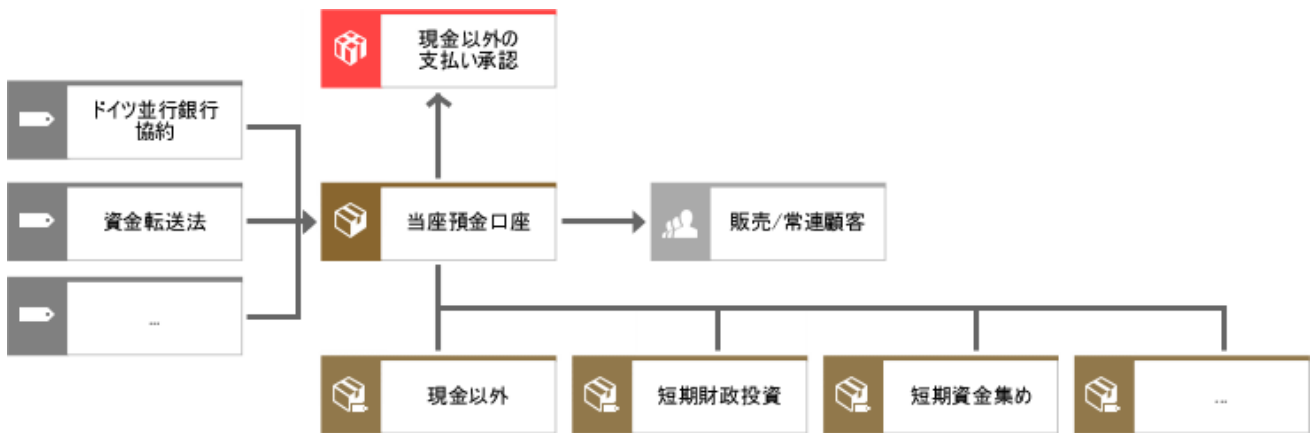 現金以外の
支払い承認
ドイツ並行銀行
協約
資金転送法
当座預金口座
販売/常連顧客
...
現金以外
短期財政投資
短期資金集め
...